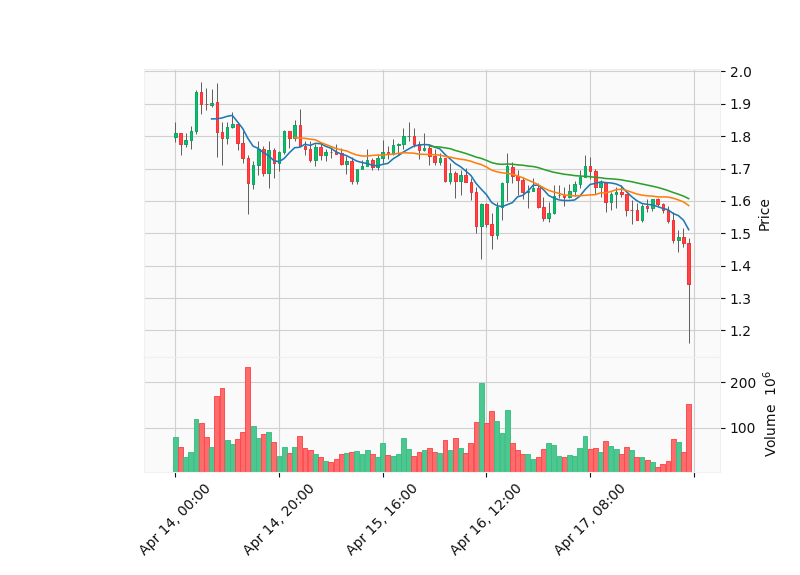 2.0
1.9
1.8
1.7
1.6
1.5
1.4
1.3
1.2
Price
200
100
Volume 10^6
Apr 14, 00:00
Apr 14, 20:00
Apr 15, 16:00
Apr 16, 12:00
Apr 17, 08:00